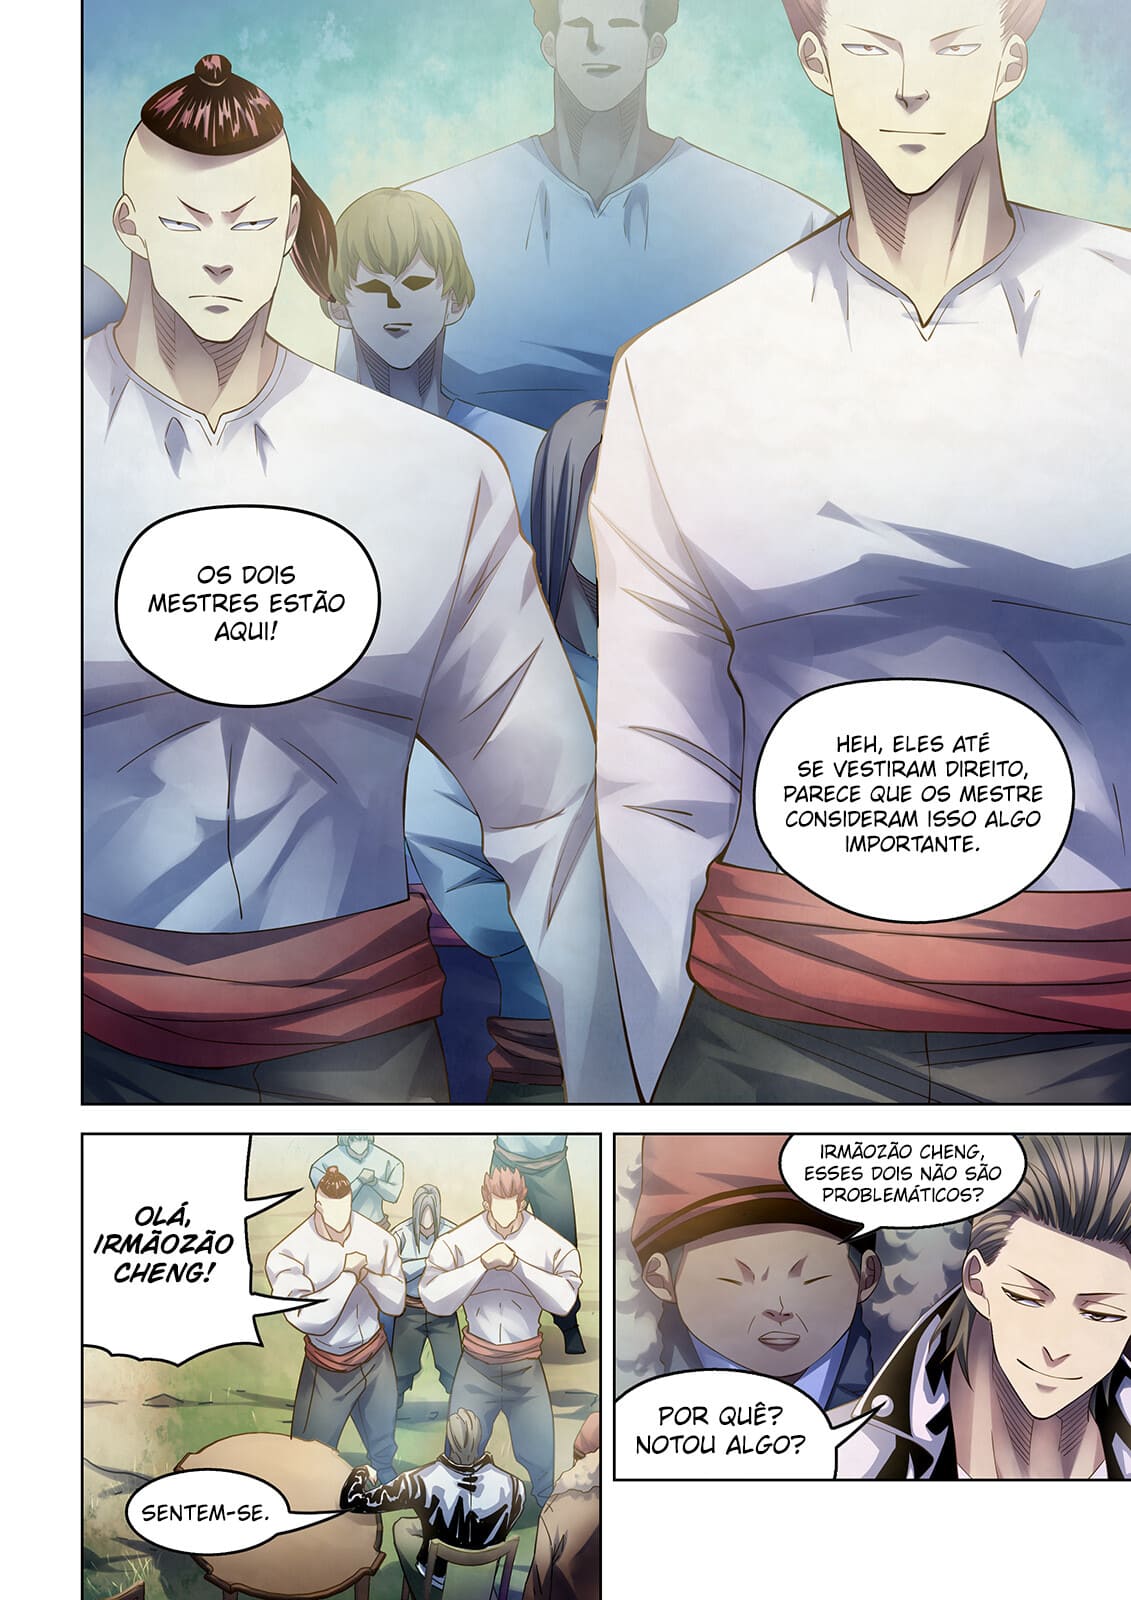 OS DOIS
MESTRES ESTÃO
AQUI!
HEH, ELES ATÉ
SE VESTIRAM DIREITO,
PARECE QUE OS MESTRE
CONSIDERAM ISSO ALGO
IMPORTANTE.
OLÁ,
IRMÃOZÃO
CHENG!
SENTEM-SE.
IRMÃOZÃO CHENG,
ESSES DOIS NÃO SÃO
PROBLEMÁTICOS?
POR QUÊ?
NOTOU ALGO?